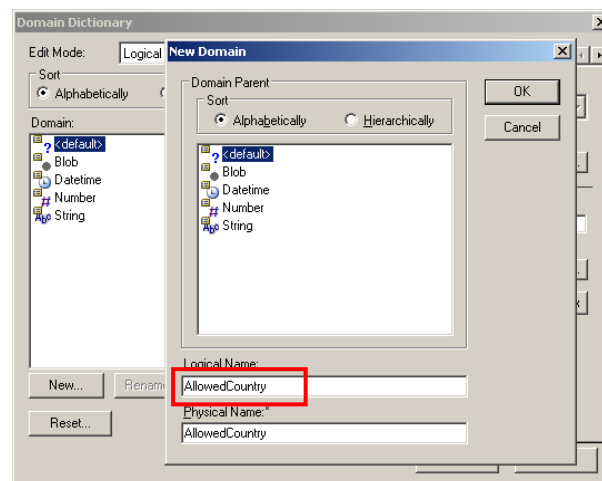 Domain Dictionary
Edit Mode:
Logical
Sort
Alphabetically
Domain:
<default>
Blob
Datetime
Number
String
New...
Reset...
New Domain
Domain Parent
Sort
Alphabetically
Hierarchically
<default>
Blob
Datetime
Number
String
OK
Cancel
Logical Name:
AllowedCountry
Physical Name:*
AllowedCountry